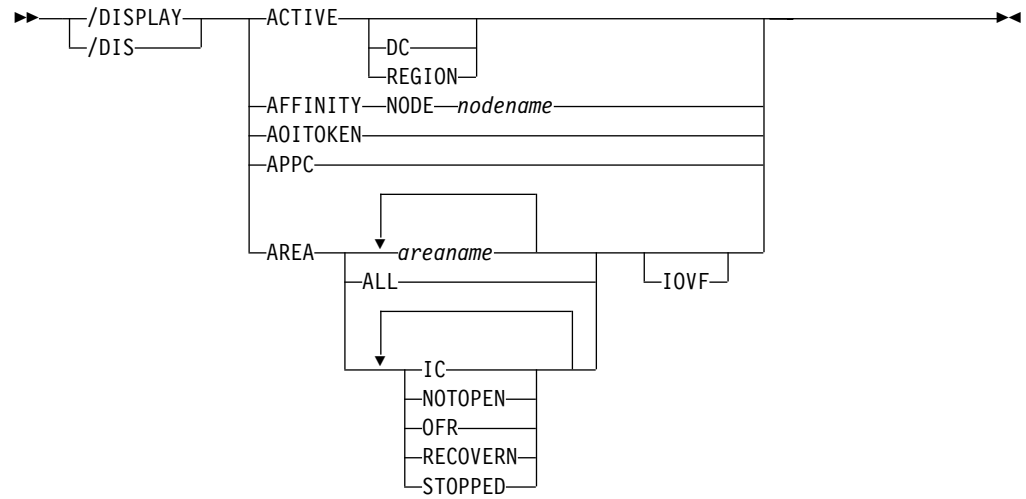 /DISPLAY ACTIVE
/DIS DC
REGION
AFFINITY NODE nodename
AOITOKEN
APPC
AREA areaname
ALL IOVF
IC
NOTOPEN
OFR
RECOVERN
STOPPED